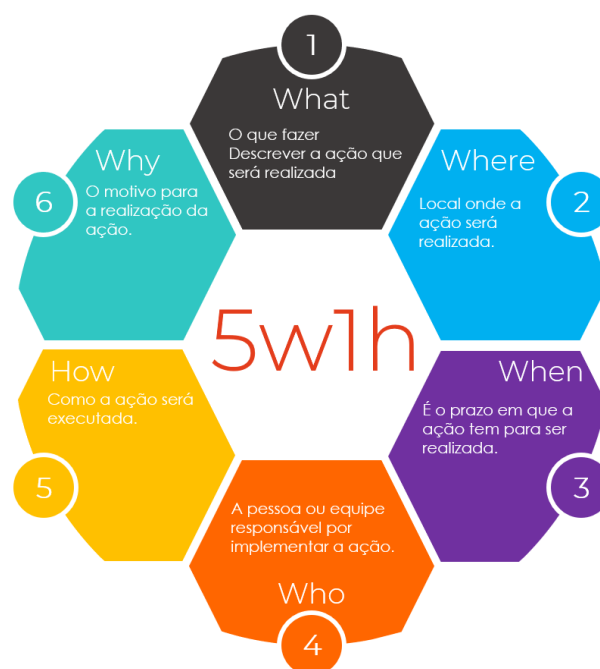 1
What
O que fazer
Descrever a ação que
será realizada
2
Where
Local onde a
ação será
realizada.
3
When
É o prazo em que a
ação tem para ser
realizada.
4
Who
A pessoa ou equipe
responsável por
implementar a ação.
5
How
Como a ação será
executada.
6
Why
O motivo para
a realização da
ação.
5w1h